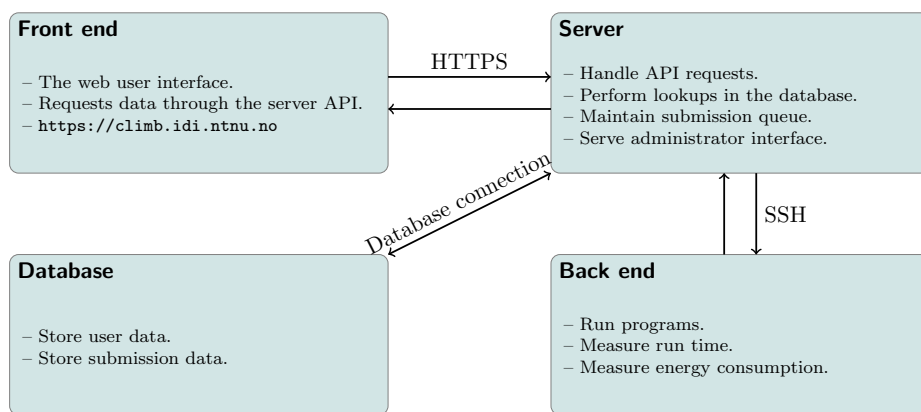 Front end
– The web user interface.
– Requests data through the server API.
– https://climb.idi.ntnu.no
HTTPS
Server
– Handle API requests.
– Perform lookups in the database.
– Maintain submission queue.
– Serve administrator interface.
Database connection
SSH
Database
– Store user data.
– Store submission data.
Back end
– Run programs.
– Measure run time.
– Measure energy consumption.